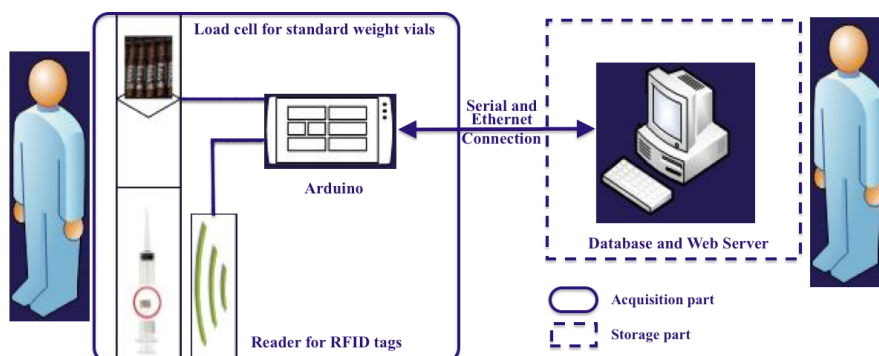 Load cell for standard weight vials
Serial and
Ethernet
Connection
Arduino
Database and Web Server
Reader for RFID tags
Acquisition part
Storage part